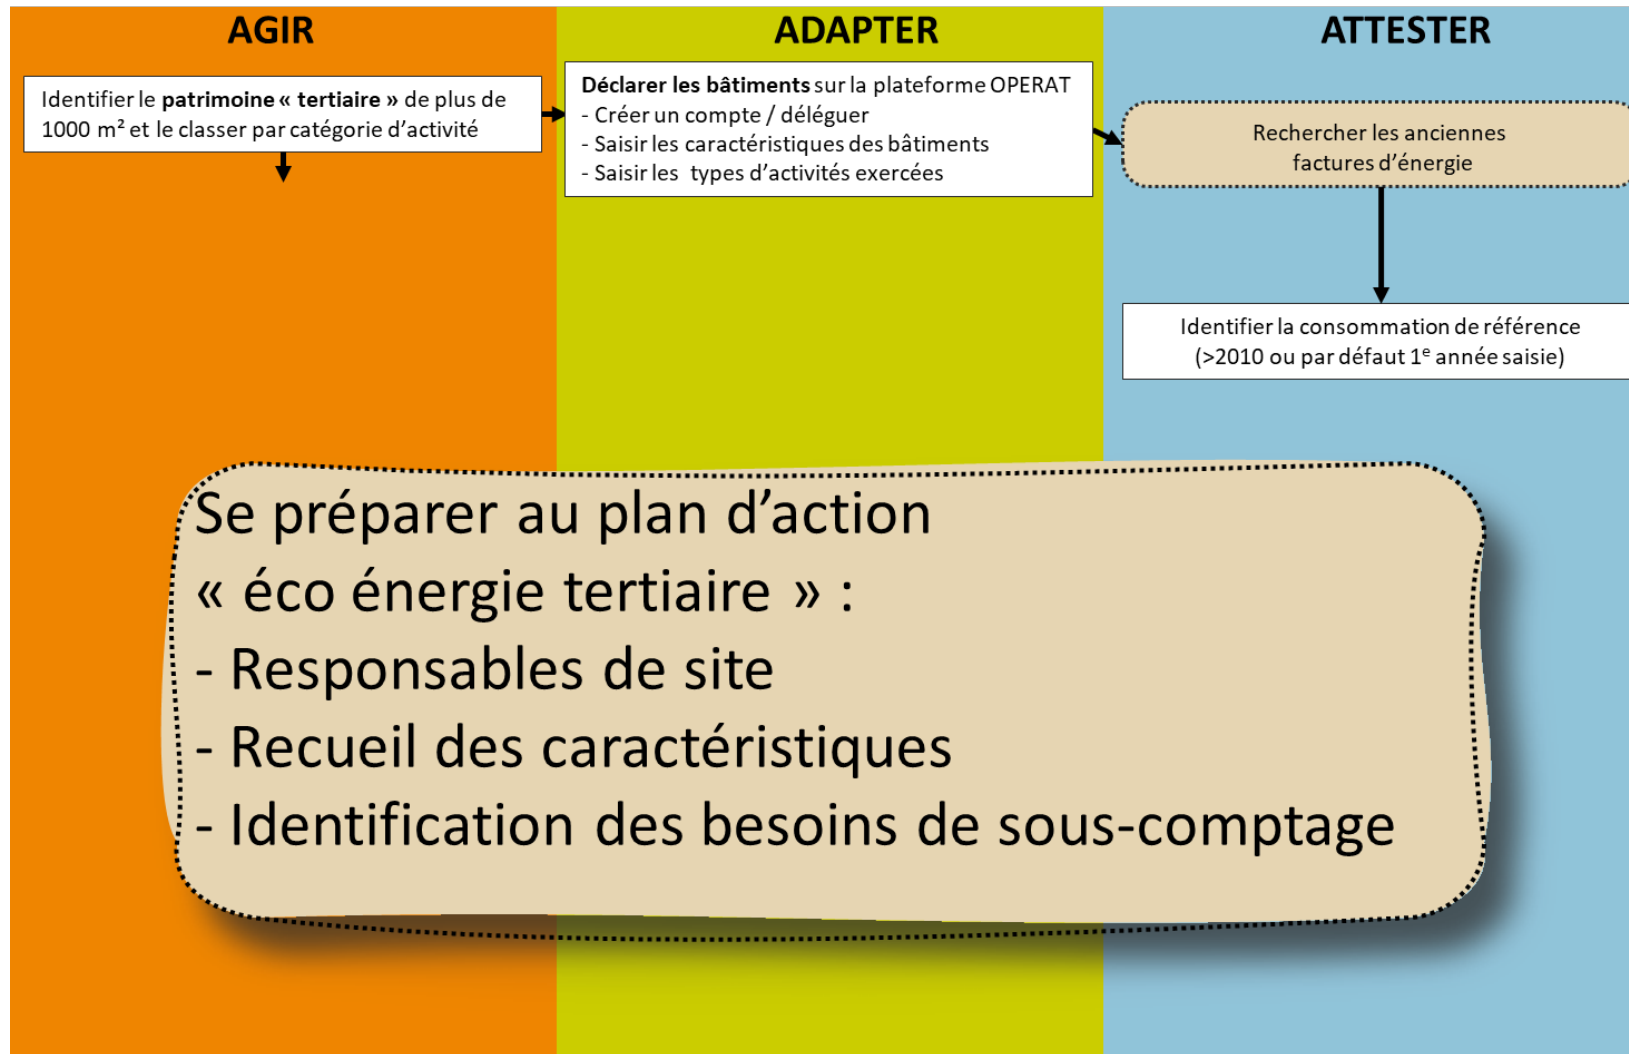 AGIR
Identifier le patrimoine « tertiaire » de plus de
1000 m² et le classer par catégorie d’activité
ADAPTER
Déclarer les bâtiments sur la plateforme OPERAT
- Créer un compte / déléguer
- Saisir les caractéristiques des bâtiments
- Saisir les types d’activités exercées
ATTESTER
Rechercher les anciennes
factures d’énergie
Identifier la consommation de référence
(>2010 ou par défaut 1ᵉ année saisie)
Se préparer au plan d’action
« éco énergie tertiaire » :
- Responsables de site
- Recueil des caractéristiques
- Identification des besoins de sous-comptage